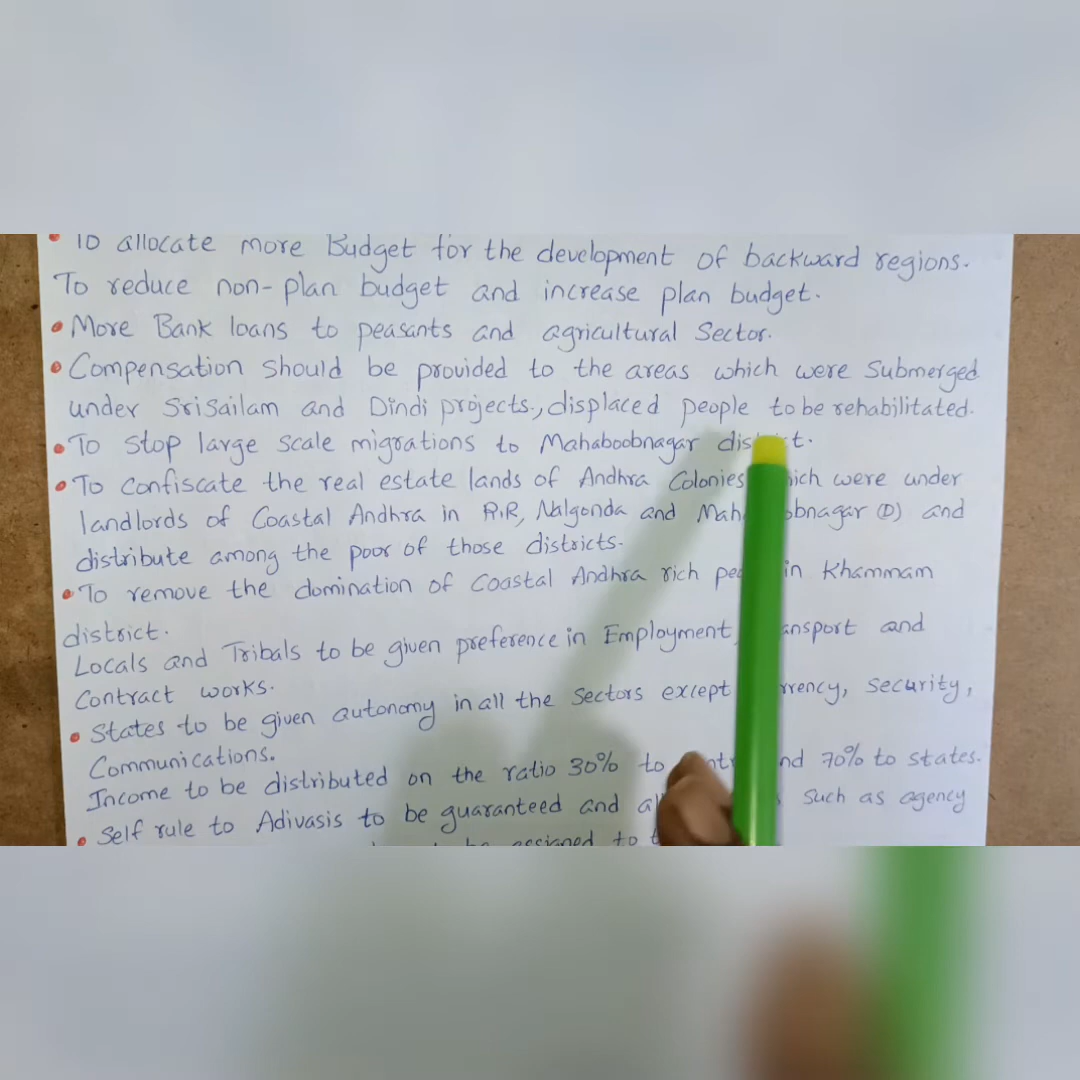 • To allocate more Budget for the development of backward regions.
To reduce non-plan budget and increase plan budget.
• More Bank loans to peasants and agricultural Sector.
• Compensation should be provided to the areas which were submerged
under Srisailam and Dindi projects., displaced people to be rehabilitated.
• To stop large scale migrations to Mahaboobnagar dis t.
• To confiscate the real estate lands of Andhra Colonies hich were under
landlords of Coastal Andhra in R.R, Nalgonda and Mah obnagar (D) and
distribute among the poor of those districts.
• To remove the domination of Coastal Andhra rich in Khammam
district.
Locals and Tribals to be given preference in Employment, ansport and
Contract works.
• States to be given autonomy in all the sectors except rrency, security,
Communications.
Income to be distributed on the ratio 30% to nd 70% to states.
• Self rule to Adivasis to be guaranteed and such as agency
assigned to